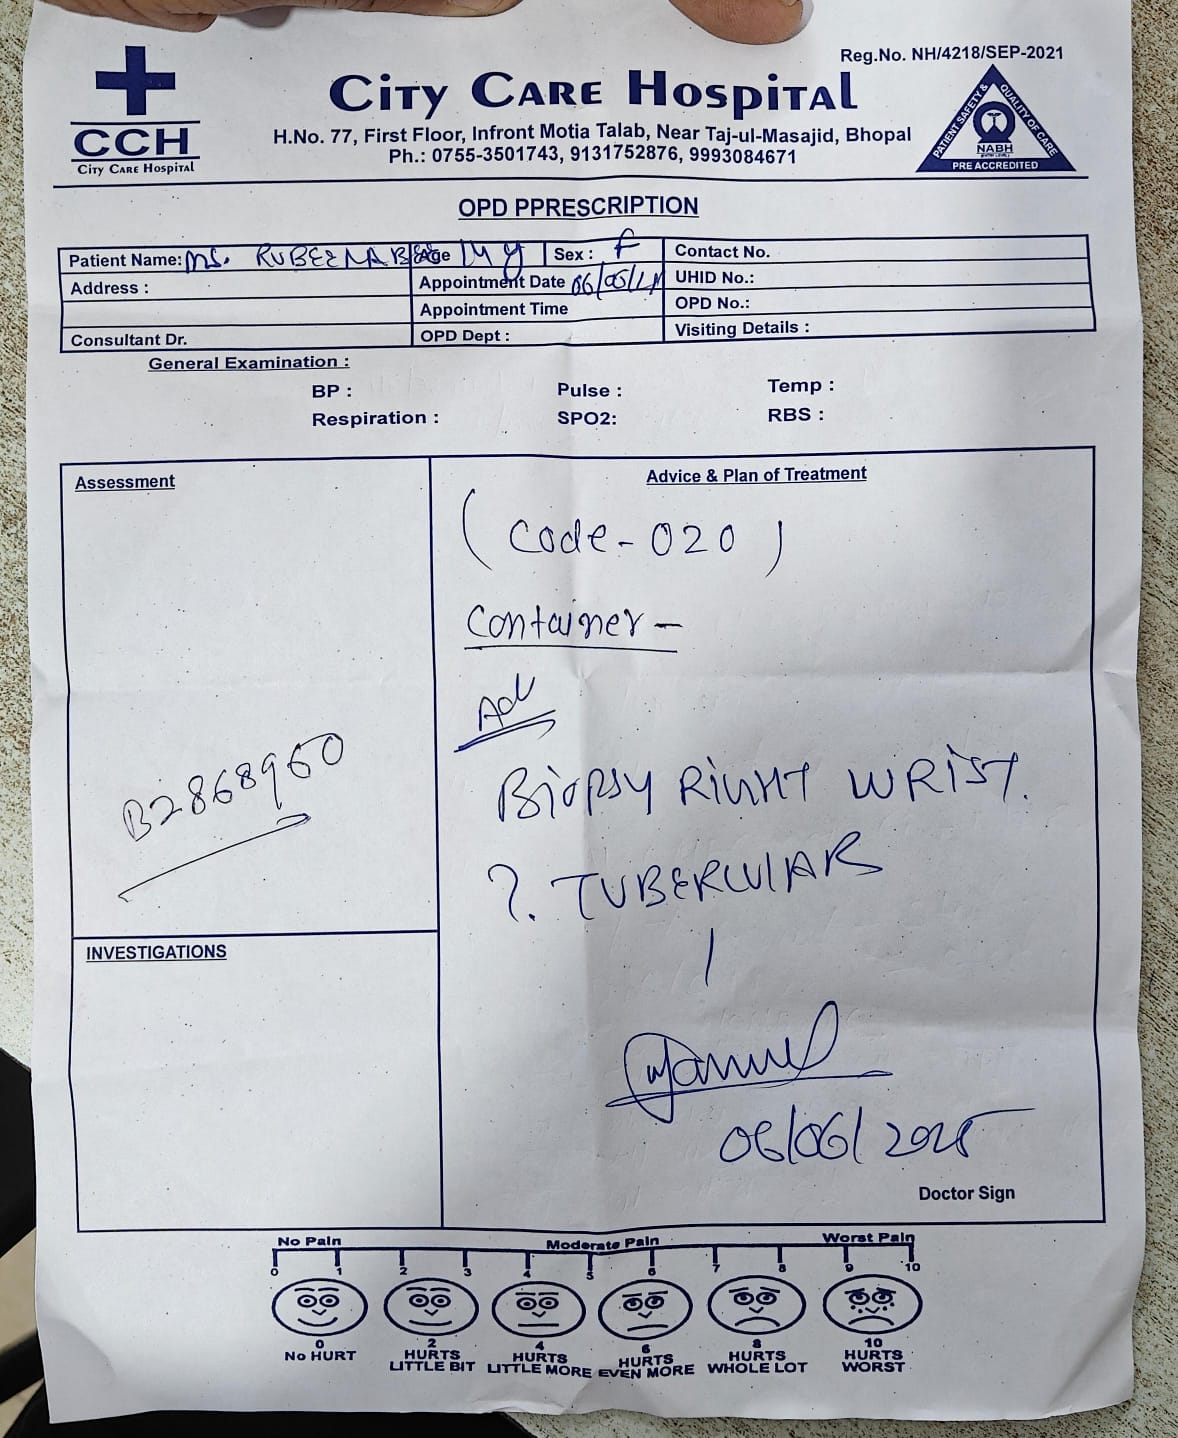 Reg.No. NH/4218/SEP-2021
CCH
City Care Hospital
City Care Hospital
H.No. 77, First Floor, Infront Motia Talab, Near Taj-ul-Masajid, Bhopal
Ph.: 0755-3501743, 9131752876, 9993084671
PATIENT SAFETY & QUALITY OF CARE
NABH
PRE ACCREDITED
OPD PPRESCRIPTION
Patient Name: Ms. Age 14 y Sex : F Contact No.
Address : Appointment Date UHID No.:
Appointment Time OPD No.:
Consultant Dr. OPD Dept : Visiting Details :
General Examination :
BP : Pulse : Temp :
Respiration : SPO2: RBS :
Assessment
Advice & Plan of Treatment
(Code-020)
Container -
Adv
B2868960
BiOPSY RiGHT WRIST.
?. TUBERCULAR
INVESTIGATIONS
06/06/2025
Doctor Sign
No Pain Moderate Pain Worst Pain
0 1 2 3 4 5 6 7 8 9 10
0 2 4 6 8 10
No HURT HURTS LITTLE BIT HURTS LITTLE MORE HURTS EVEN MORE HURTS WHOLE LOT HURTS WORST